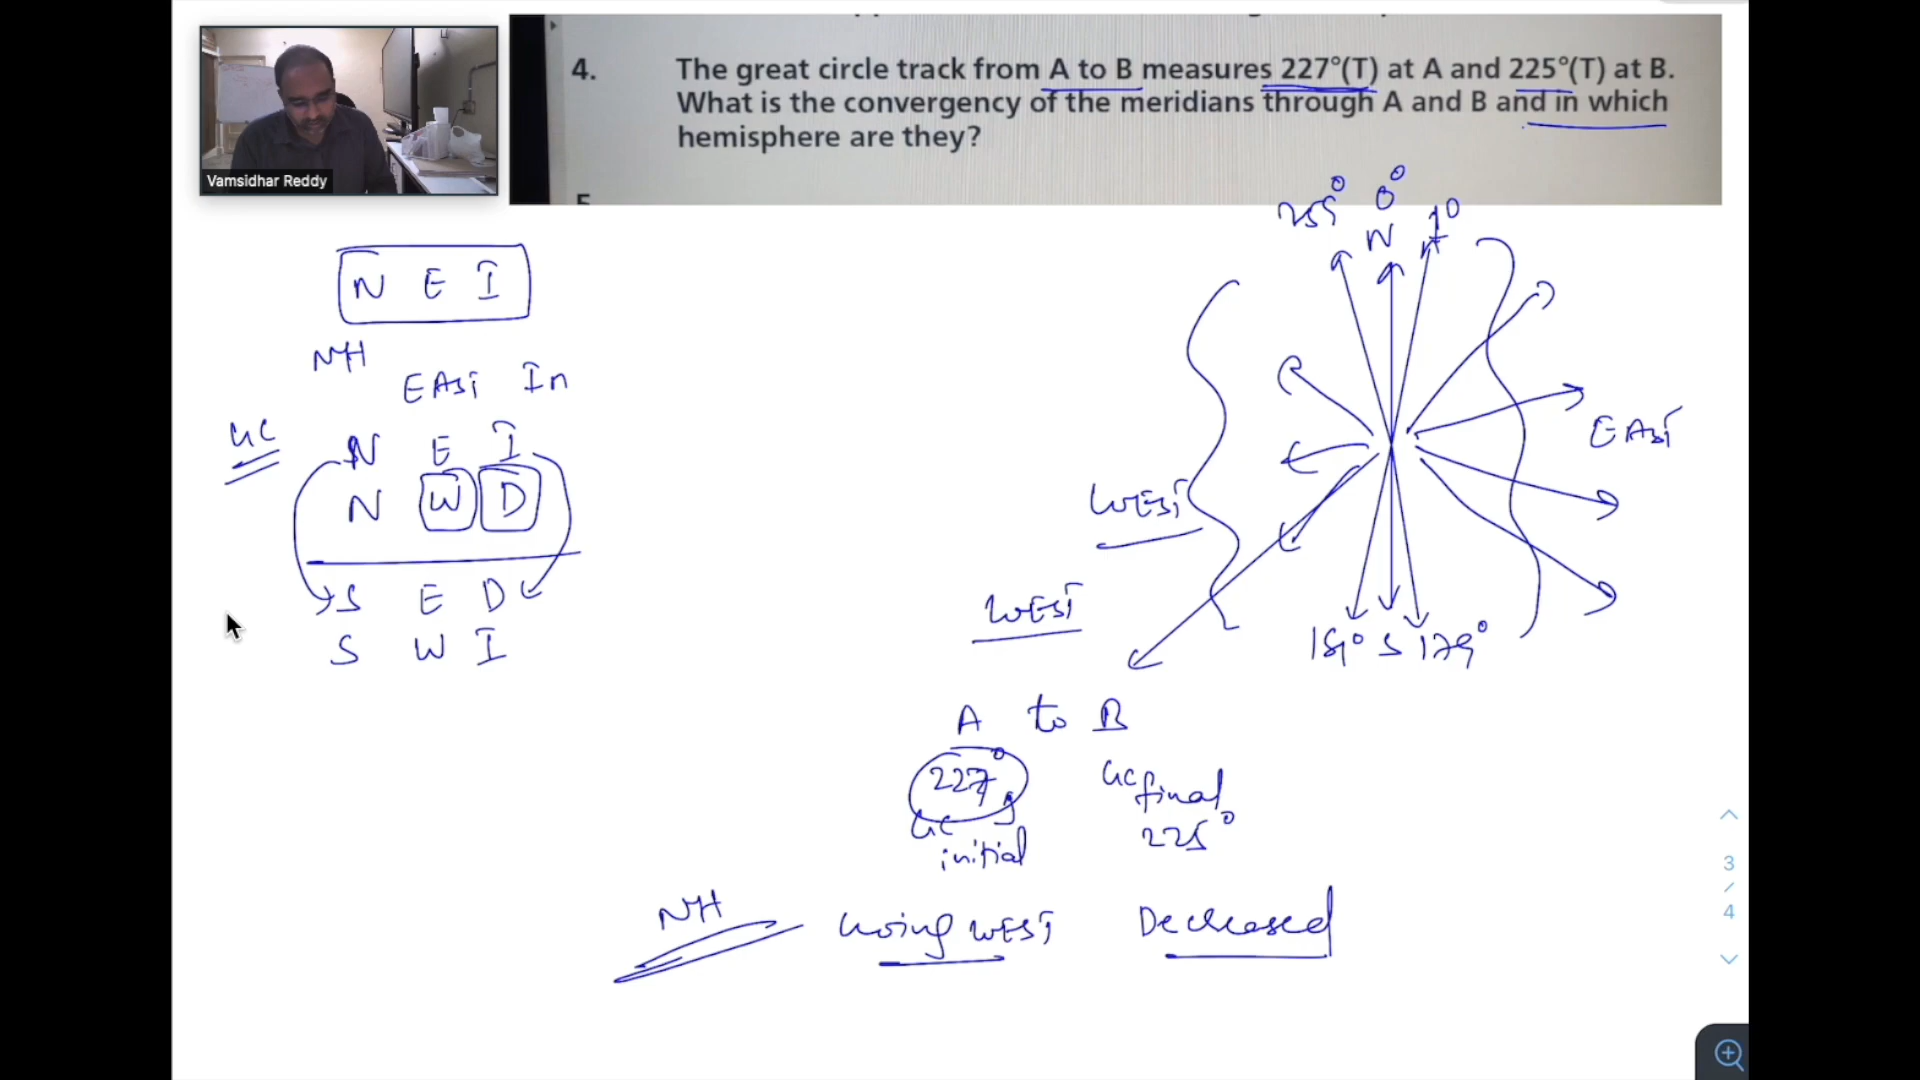 4. The great circle track from A to B measures 227°(T) at A and 225°(T) at B.
What is the convergency of the meridians through A and B and in which
hemisphere are they?
Vamsidhar Reddy
0°
N
1°
N E I
NH
EAST In
GC
N E I
N W D
S E D
S W I
EAST
WEST
WEST
181° S 179°
A to B
227°
GC
initial
GC final
225°
NH
Going WEST Decreased
3
/
4